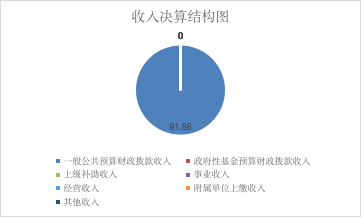 收入决算结构图
0
91.86
一般公共预算财政拨款收入
政府性基金预算财政拨款收入
上级补助收入
事业收入
经营收入
附属单位上缴收入
其他收入